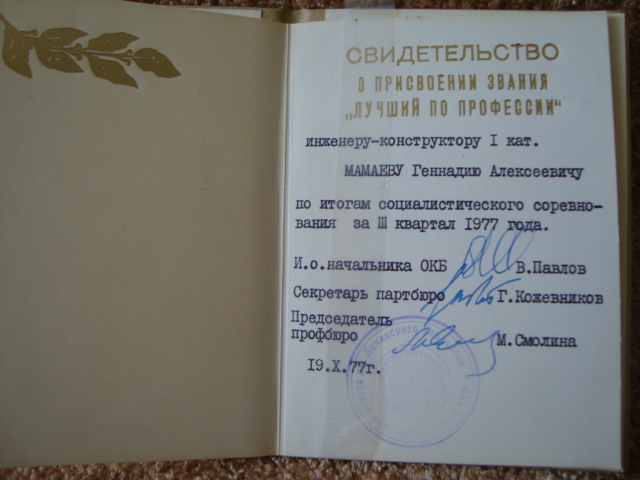 СВИДЕТЕЛЬСТВО
О ПРИСВОЕНИИ ЗВАНИЯ
„ЛУЧШИЙ ПО ПРОФЕССИИ"
инженеру-конструктору I кат.
МАМАЕВУ Геннадию Алексеевичу
по итогам социалистического соревно-
вания за III квартал 1977 года.
И.о.начальника ОКБ В.Павлов
Секретарь партбюро Г.Кожевников
Председатель
профбюро М.Смолина
19.X.77г.
Ленинского